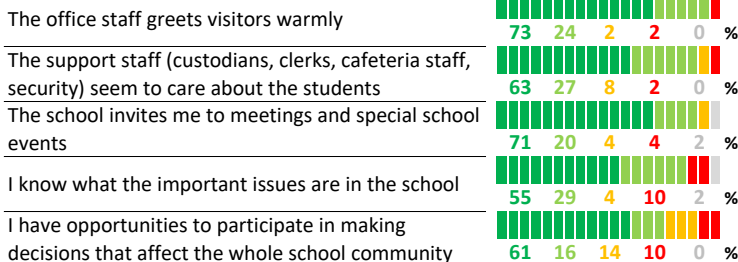 The office staff greets visitors warmly
73 24 2 2 0 %
The support staff (custodians, clerks, cafeteria staff,
security) seem to care about the students
63 27 8 2 0 %
The school invites me to meetings and special school
events
71 20 4 4 2 %
I know what the important issues are in the school
55 29 4 10 2 %
I have opportunities to participate in making
decisions that affect the whole school community
61 16 14 10 0 %